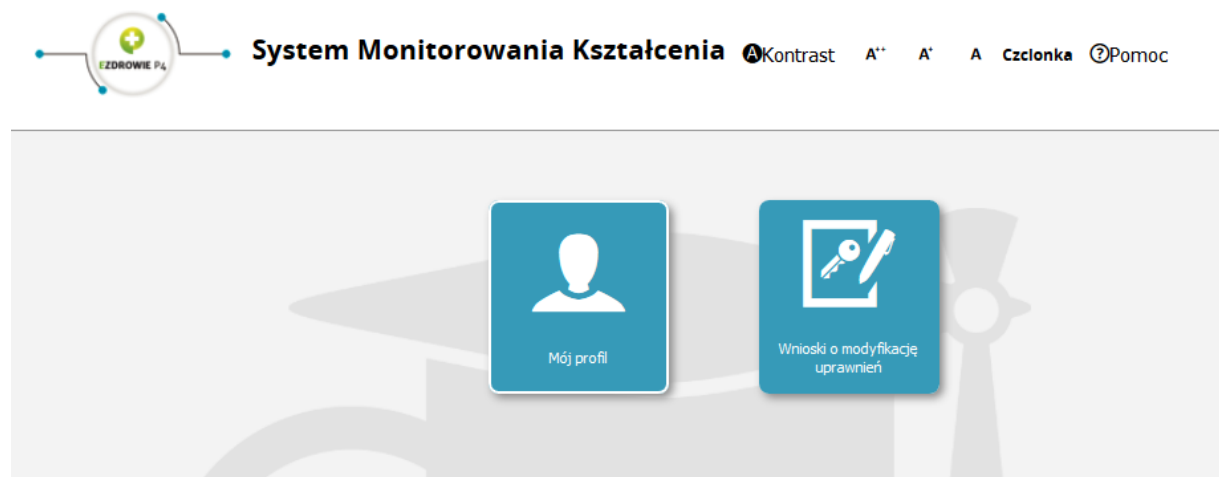 EZDROWIE P4
System Monitorowania Kształcenia
A Kontrast A++ A+ A Czcionka ?Pomoc
Mój profil
Wnioski o modyfikację
uprawnień